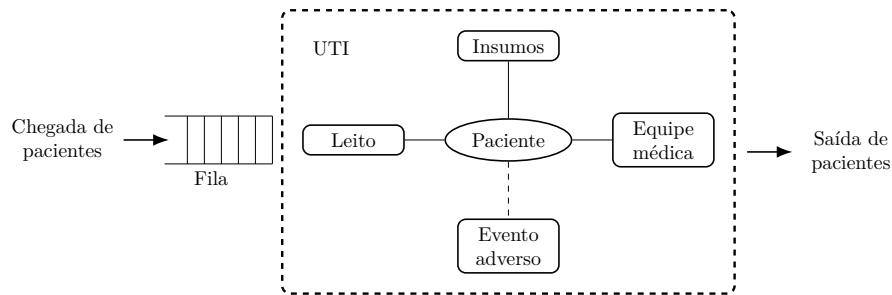 UTI
Insumos
Chegada de
pacientes
Fila
Leito
Paciente
Equipe
médica
Saída de
pacientes
Evento
adverso